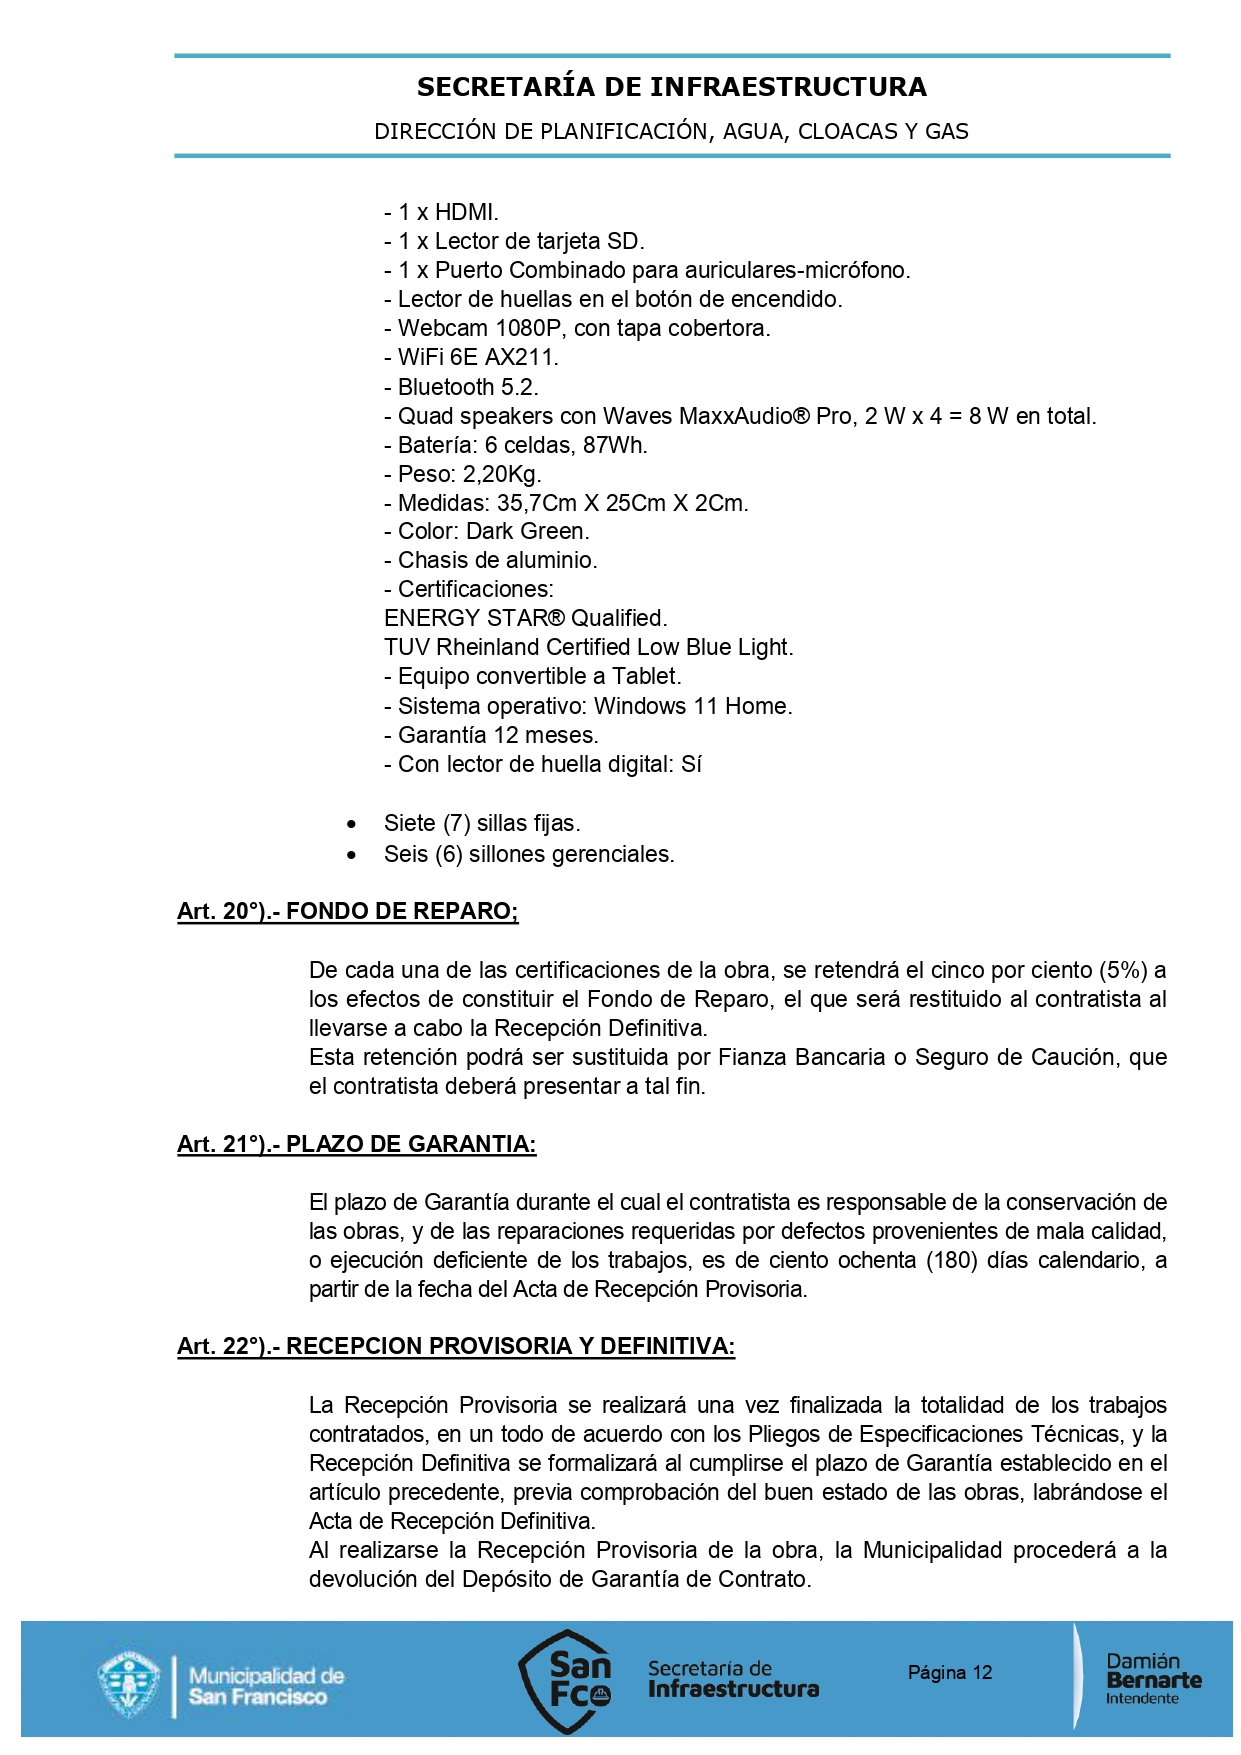 SECRETARÍA DE INFRAESTRUCTURA
DIRECCIÓN DE PLANIFICACIÓN, AGUA, CLOACAS Y GAS
- 1 x HDMI.
- 1 x Lector de tarjeta SD.
- 1 x Puerto Combinado para auriculares-micrófono.
- Lector de huellas en el botón de encendido.
- Webcam 1080P, con tapa cobertora.
- WiFi 6E AX211.
- Bluetooth 5.2.
- Quad speakers con Waves MaxxAudio® Pro, 2 W x 4 = 8 W en total.
- Batería: 6 celdas, 87Wh.
- Peso: 2,20Kg.
- Medidas: 35,7Cm X 25Cm X 2Cm.
- Color: Dark Green.
- Chasis de aluminio.
- Certificaciones:
ENERGY STAR® Qualified.
TUV Rheinland Certified Low Blue Light.
- Equipo convertible a Tablet.
- Sistema operativo: Windows 11 Home.
- Garantía 12 meses.
- Con lector de huella digital: Sí
• Siete (7) sillas fijas.
• Seis (6) sillones gerenciales.
Art. 20°).- FONDO DE REPARO;
De cada una de las certificaciones de la obra, se retendrá el cinco por ciento (5%) a
los efectos de constituir el Fondo de Reparo, el que será restituido al contratista al
llevarse a cabo la Recepción Definitiva.
Esta retención podrá ser sustituida por Fianza Bancaria o Seguro de Caución, que
el contratista deberá presentar a tal fin.
Art. 21°).- PLAZO DE GARANTIA:
El plazo de Garantía durante el cual el contratista es responsable de la conservación de
las obras, y de las reparaciones requeridas por defectos provenientes de mala calidad,
o ejecución deficiente de los trabajos, es de ciento ochenta (180) días calendario, a
partir de la fecha del Acta de Recepción Provisoria.
Art. 22°).- RECEPCION PROVISORIA Y DEFINITIVA:
La Recepción Provisoria se realizará una vez finalizada la totalidad de los trabajos
contratados, en un todo de acuerdo con los Pliegos de Especificaciones Técnicas, y la
Recepción Definitiva se formalizará al cumplirse el plazo de Garantía establecido en el
artículo precedente, previa comprobación del buen estado de las obras, labrándose el
Acta de Recepción Definitiva.
Al realizarse la Recepción Provisoria de la obra, la Municipalidad procederá a la
devolución del Depósito de Garantía de Contrato.
Municipalidad de
San Francisco
San
Fco
Secretaría de
Infraestructura
Página 12
Damián
Bernarte
Intendente